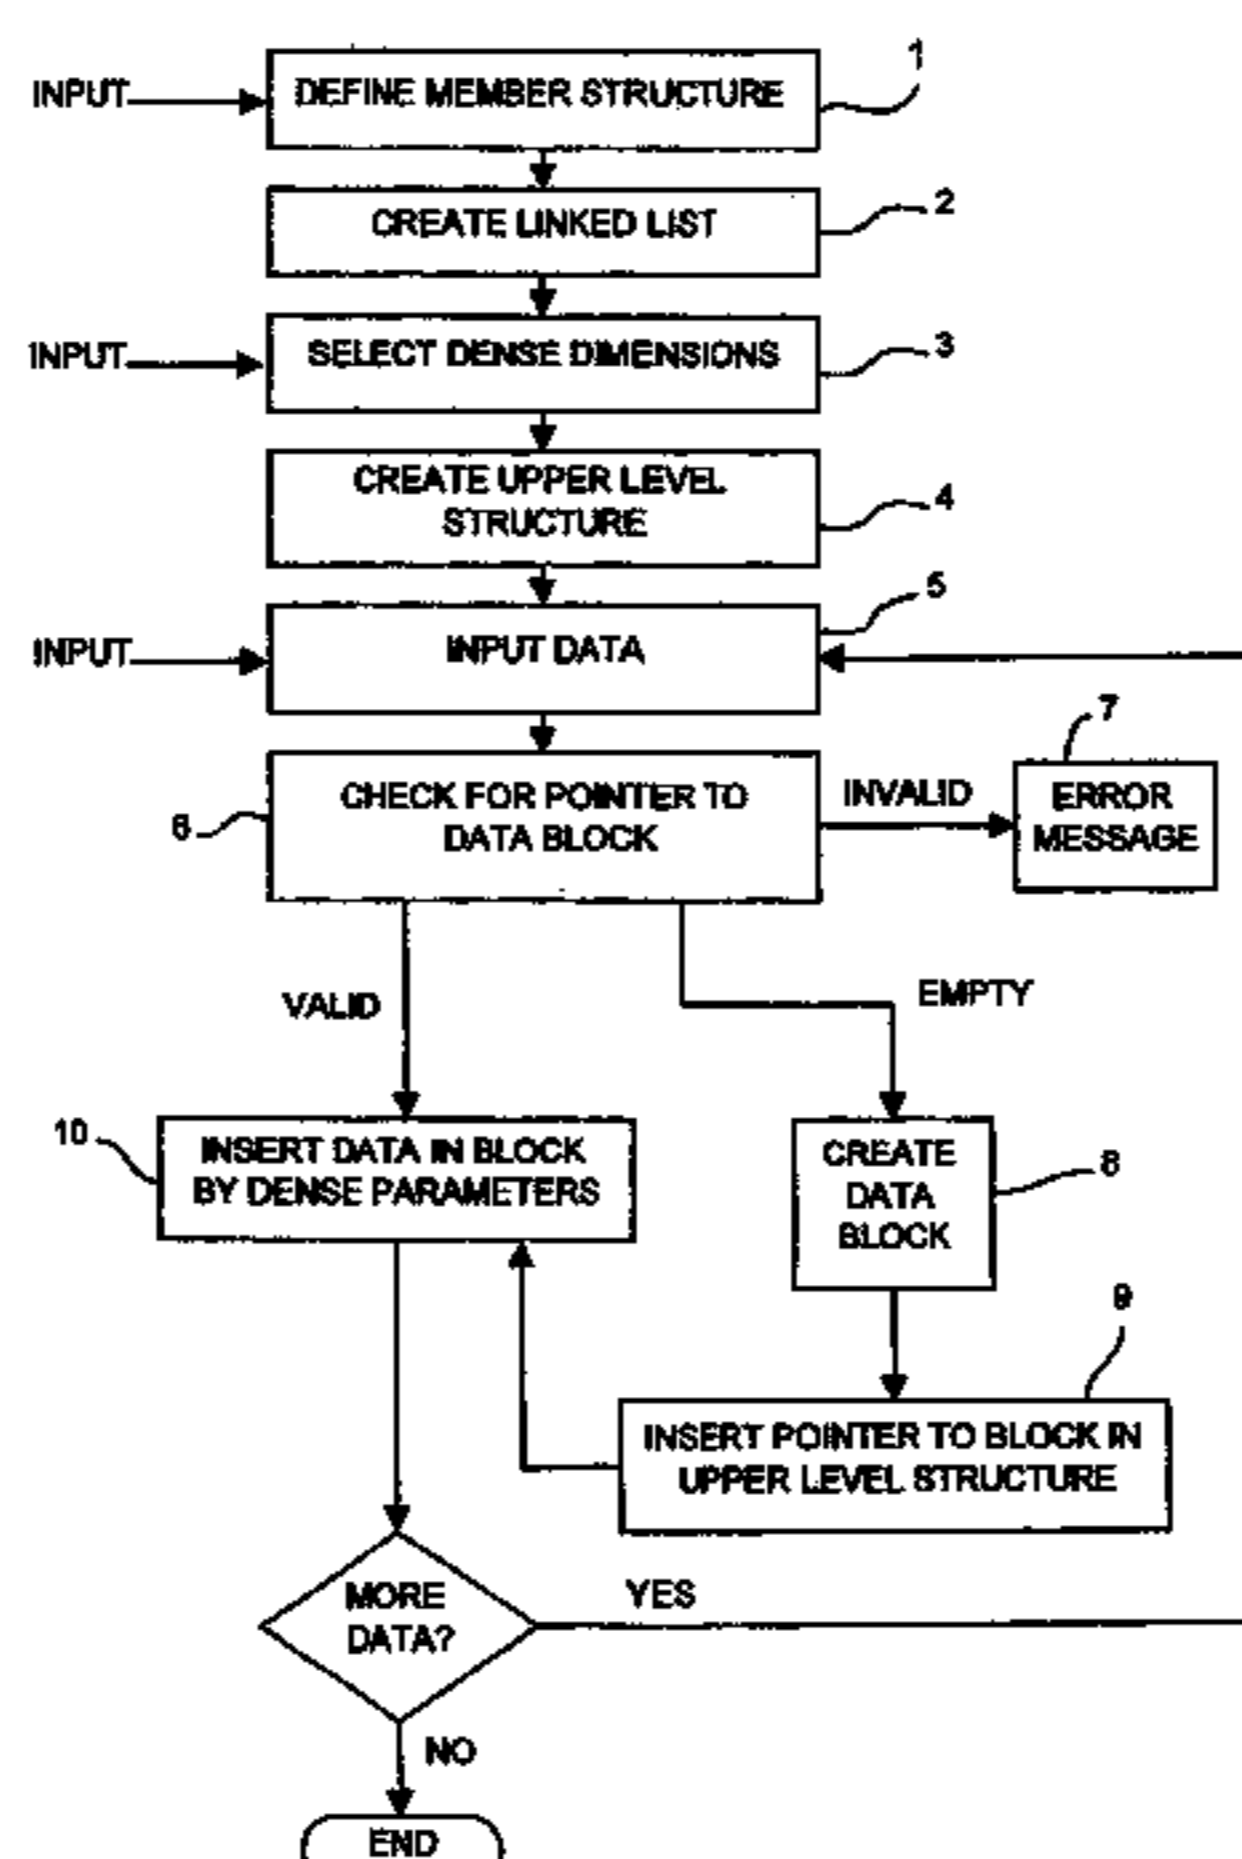 1
INPUT
DEFINE MEMBER STRUCTURE
2
CREATE LINKED LIST
3
INPUT
SELECT DENSE DIMENSIONS
4
CREATE UPPER LEVEL
STRUCTURE
5
INPUT
INPUT DATA
7
6
CHECK FOR POINTER TO
DATA BLOCK
INVALID
ERROR
MESSAGE
VALID
EMPTY
10
INSERT DATA IN BLOCK
BY DENSE PARAMETERS
CREATE
DATA
BLOCK
8
9
INSERT POINTER TO BLOCK IN
UPPER LEVEL STRUCTURE
MORE
DATA?
YES
NO
END